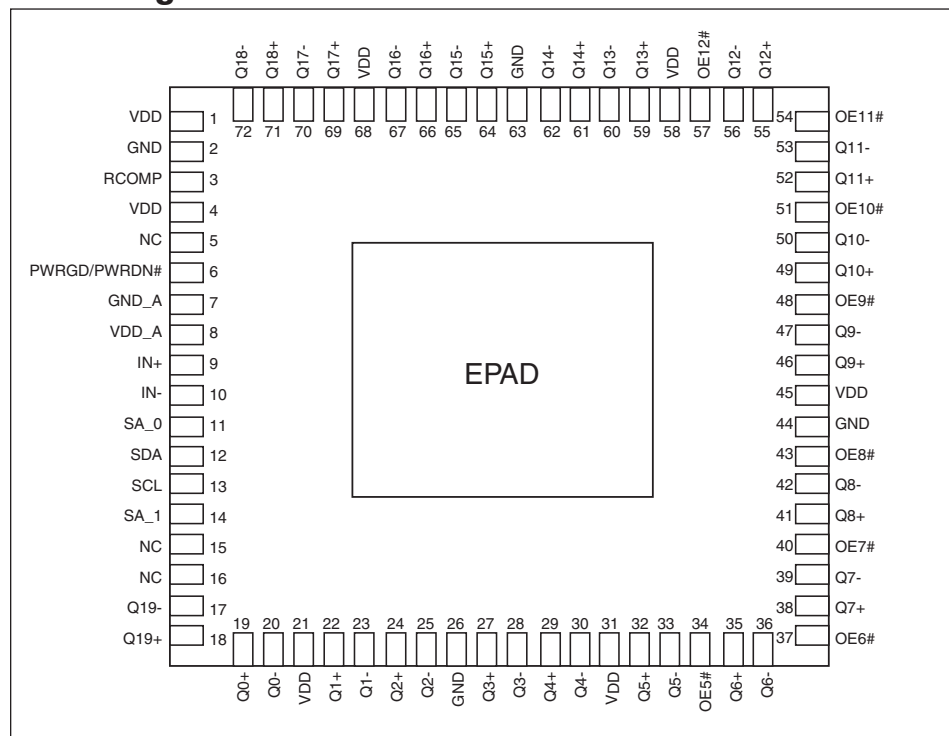 Q18- Q18+ Q17- Q17+ VDD Q16- Q16+ Q15- Q15+ GND Q14- Q14+ Q13- Q13+ VDD OE12# Q12- Q12+
72 71 70 69 68 67 66 65 64 63 62 61 60 59 58 57 56 55
VDD 1
GND 2
RCOMP 3
VDD 4
NC 5
PWRGD/PWRDN# 6
GND_A 7
VDD_A 8
IN+ 9
IN- 10
SA_0 11
SDA 12
SCL 13
SA_1 14
NC 15
NC 16
Q19- 17
Q19+ 18
EPAD
54 OE11#
53 Q11-
52 Q11+
51 OE10#
50 Q10-
49 Q10+
48 OE9#
47 Q9-
46 Q9+
45 VDD
44 GND
43 OE8#
42 Q8-
41 Q8+
40 OE7#
39 Q7-
38 Q7+
37 OE6#
19 20 21 22 23 24 25 26 27 28 29 30 31 32 33 34 35 36
Q0+ Q0- VDD Q1+ Q1- Q2+ Q2- GND Q3+ Q3- Q4+ Q4- VDD Q5+ Q5- OE5# Q6+ Q6-